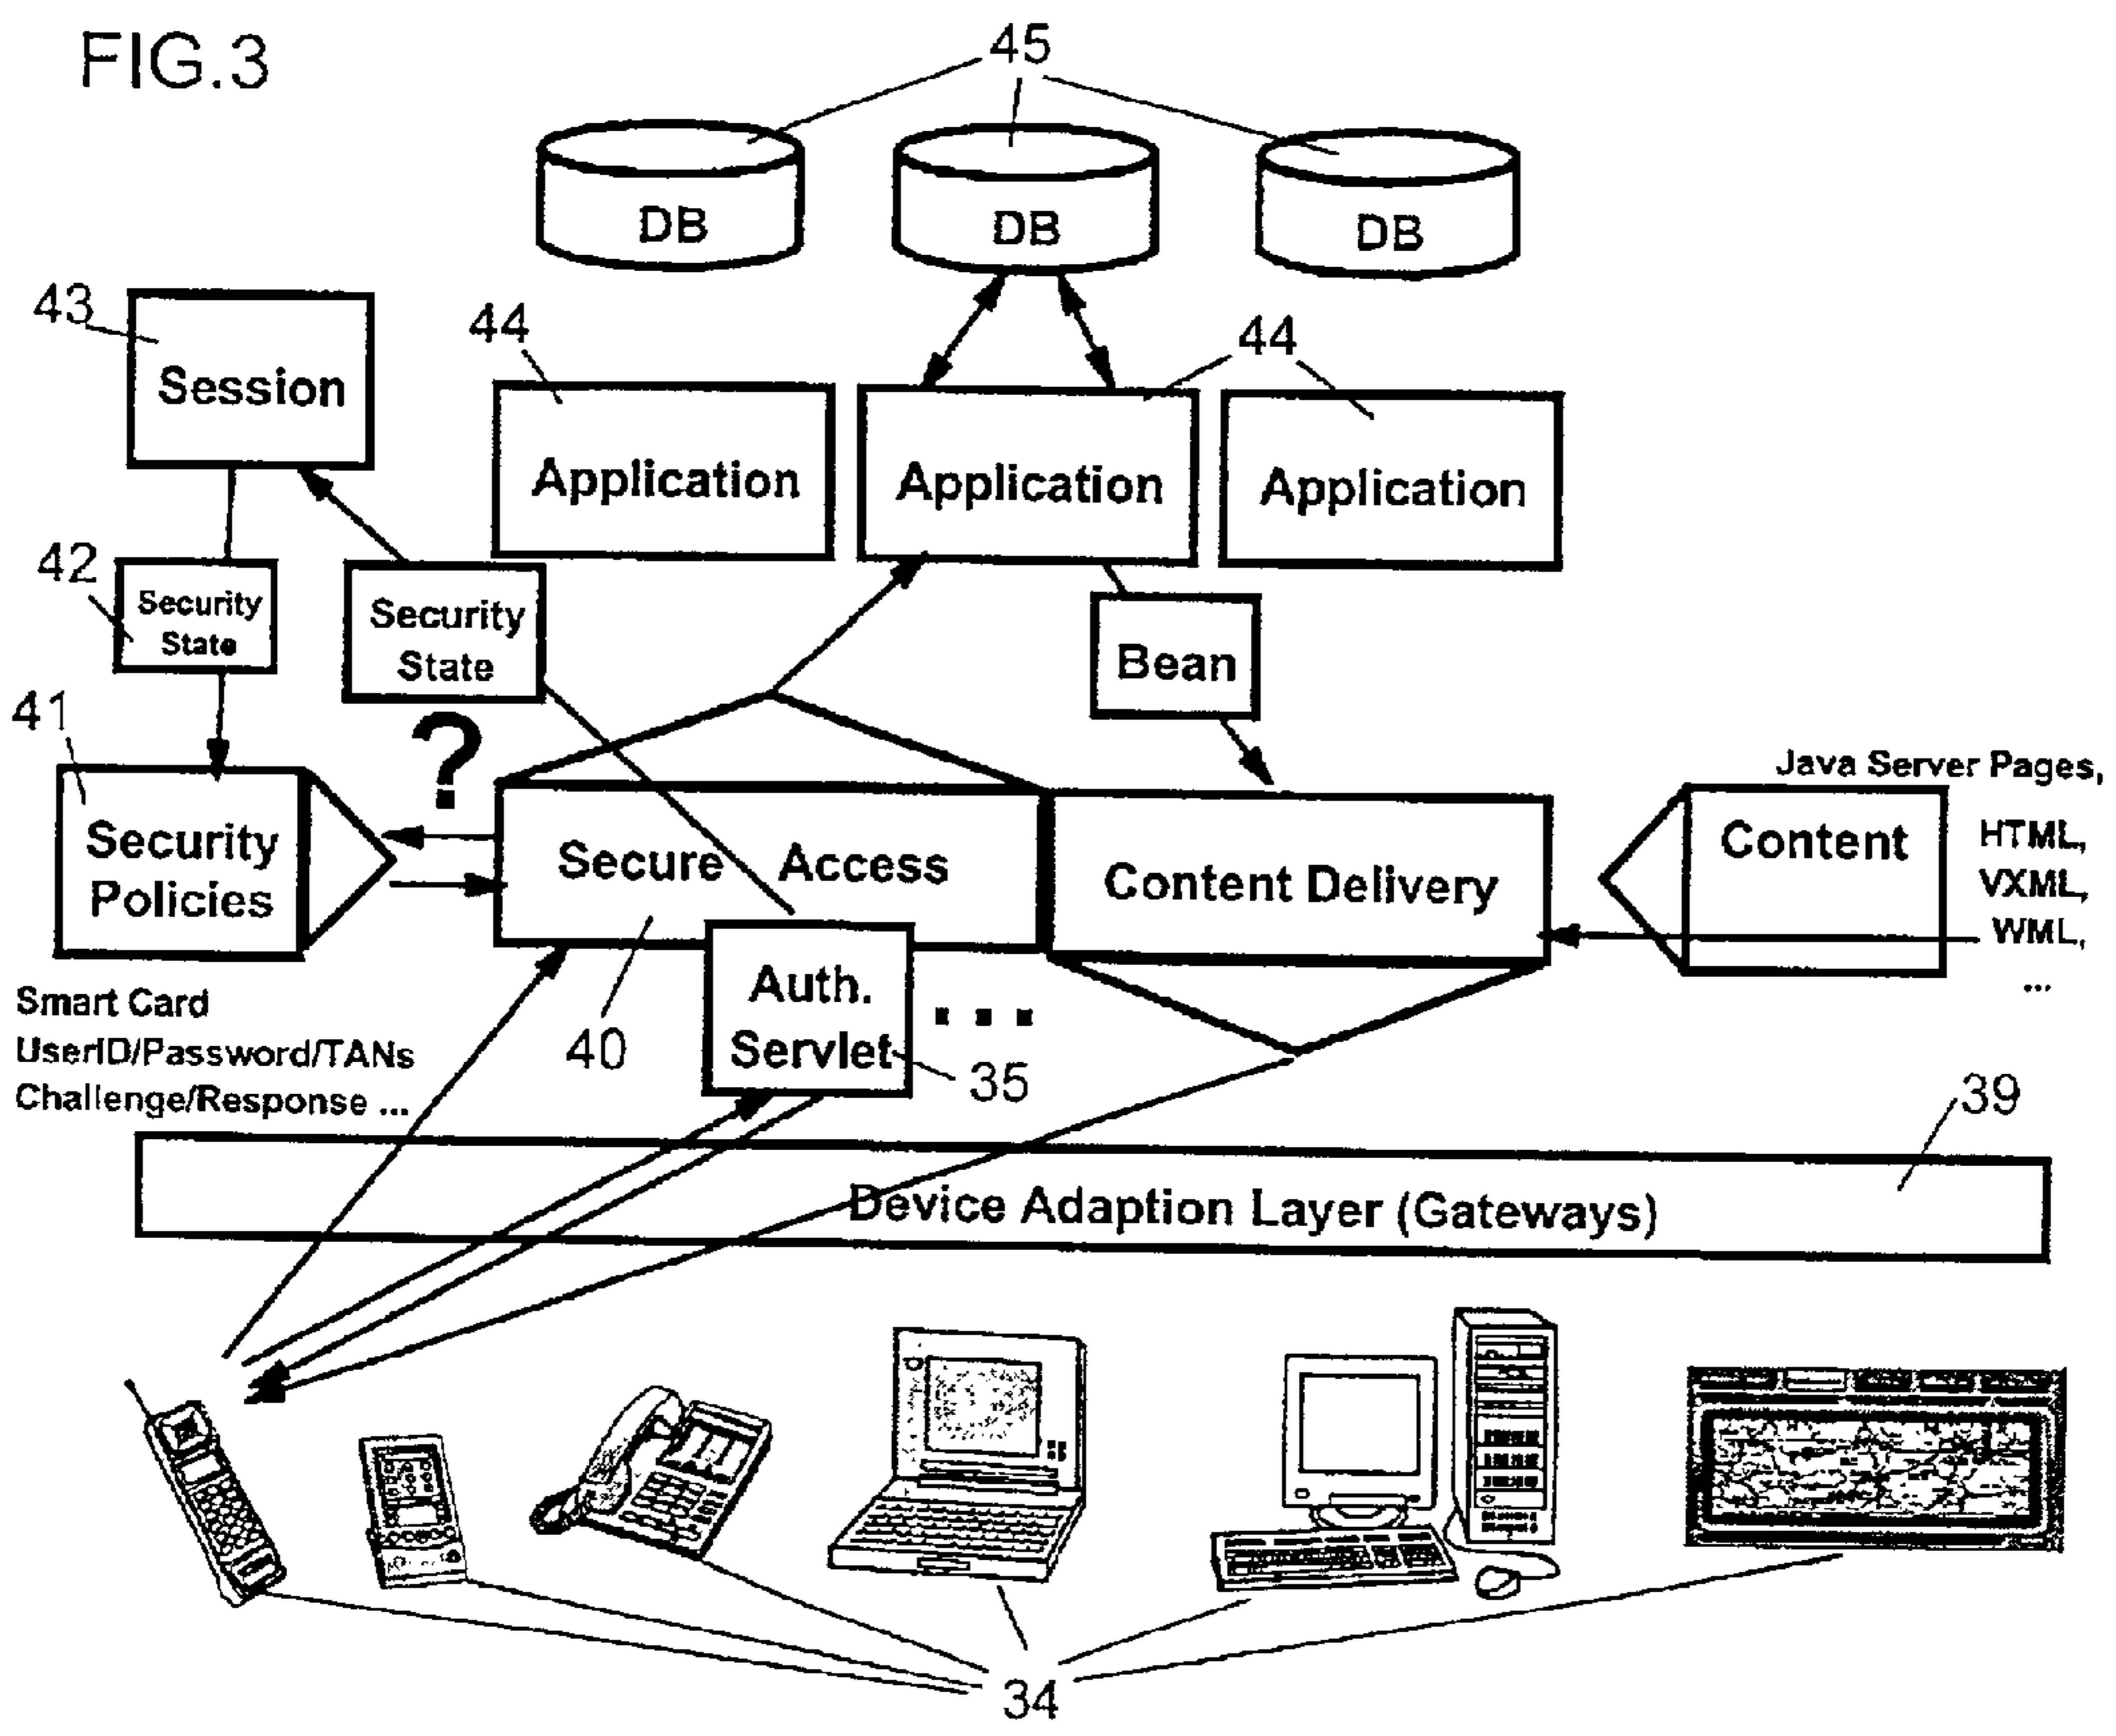 FIG.3
45
DB
DB
DB
43
Session
44
44
Application
Application
Application
42
Security
State
Security
State
Bean
41
?
Security
Policies
Secure Access
Content Delivery
Java Server Pages,
Content
HTML,
VXML,
WML,
...
Smart Card
UserID/Password/TANs
Challenge/Response ...
40
Auth.
Servlet
...
35
39
Device Adaption Layer (Gateways)
34